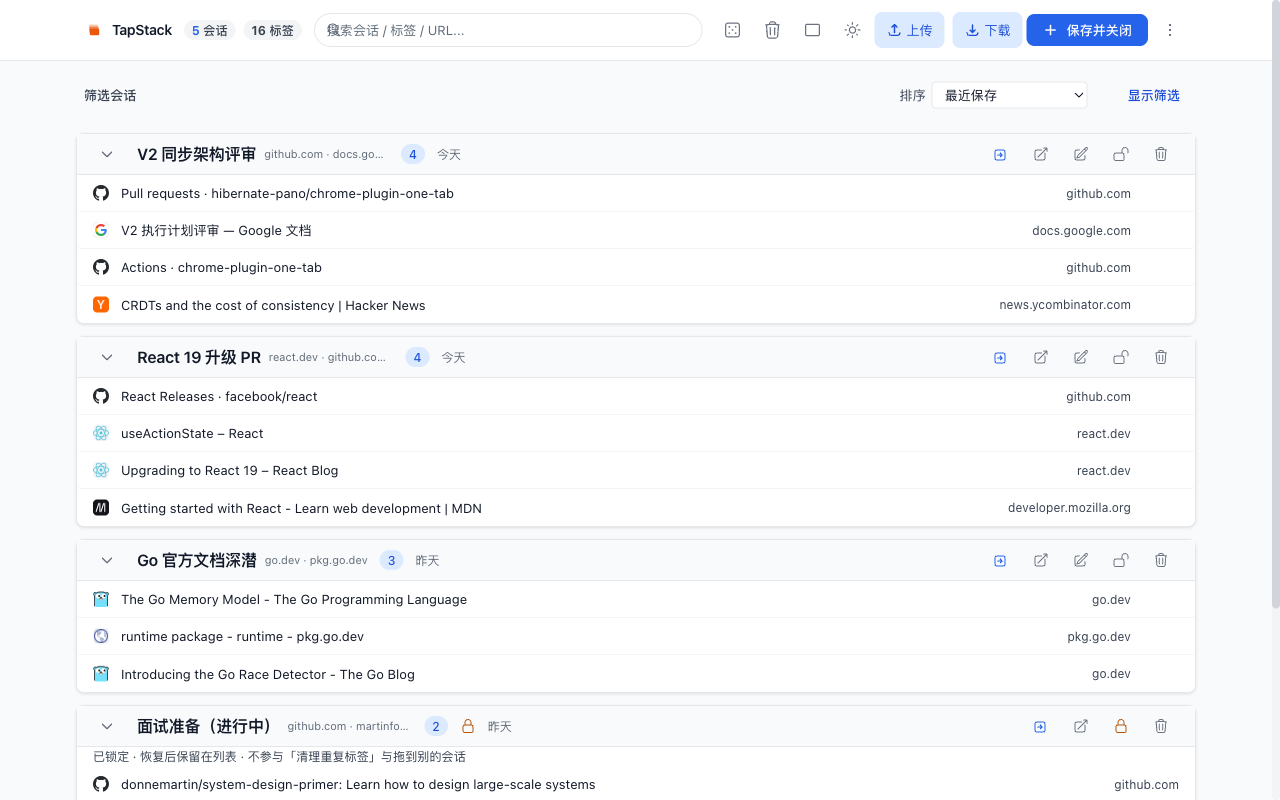 TapStack 5 会话 16 标签 搜索会话 / 标签 / URL... 上传 下载 保存并关闭
筛选会话 排序 最近保存 显示筛选
V2 同步架构评审 github.com · docs.go... 4 今天
Pull requests · hibernate-pano/chrome-plugin-one-tab github.com
V2 执行计划评审 — Google 文档 docs.google.com
Actions · chrome-plugin-one-tab github.com
CRDTs and the cost of consistency | Hacker News news.ycombinator.com
React 19 升级 PR react.dev · github.co... 4 今天
React Releases · facebook/react github.com
useActionState – React react.dev
Upgrading to React 19 – React Blog react.dev
Getting started with React - Learn web development | MDN developer.mozilla.org
Go 官方文档深潜 go.dev · pkg.go.dev 3 昨天
The Go Memory Model - The Go Programming Language go.dev
runtime package - runtime - pkg.go.dev pkg.go.dev
Introducing the Go Race Detector - The Go Blog go.dev
面试准备（进行中） github.com · martinfo... 2 昨天
已锁定 · 恢复后保留在列表 · 不参与「清理重复标签」与拖到别的会话
donnemartin/system-design-primer: Learn how to design large-scale systems github.com